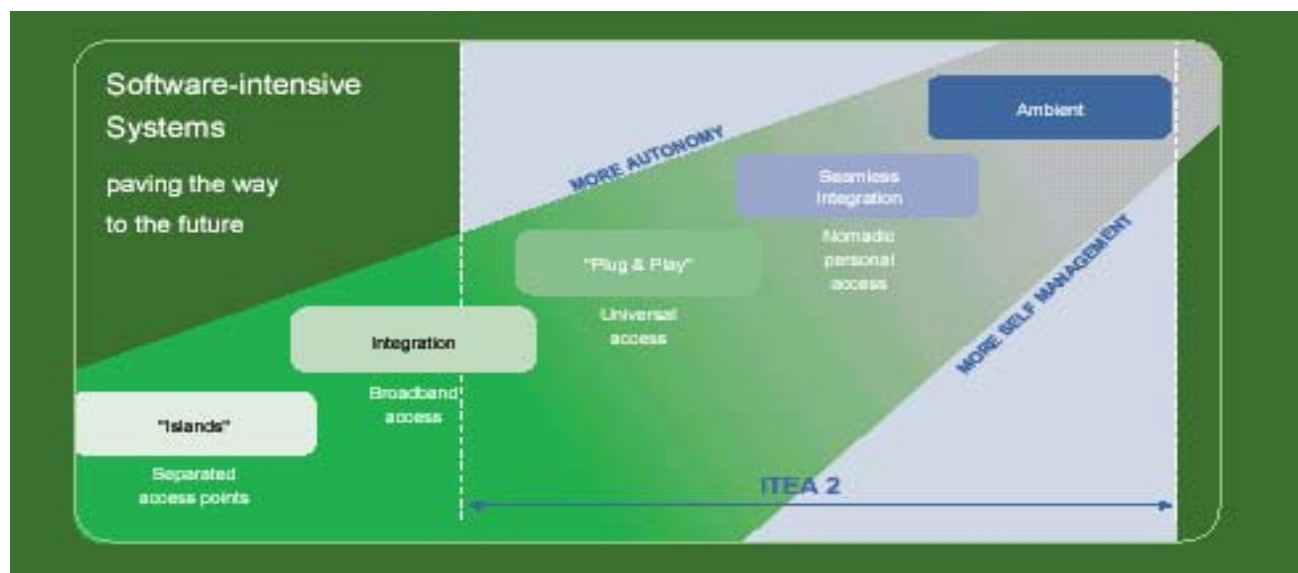 Software-intensive
Systems
paving the way
to the future
MORE AUTONOMY
Ambient
Seamless
Integration
Nomadic
personal
access
"Plug & Play"
Universal
access
MORE SELF MANAGEMENT
Integration
Broadband
access
"Islands"
Separated
access points
ITEA 2